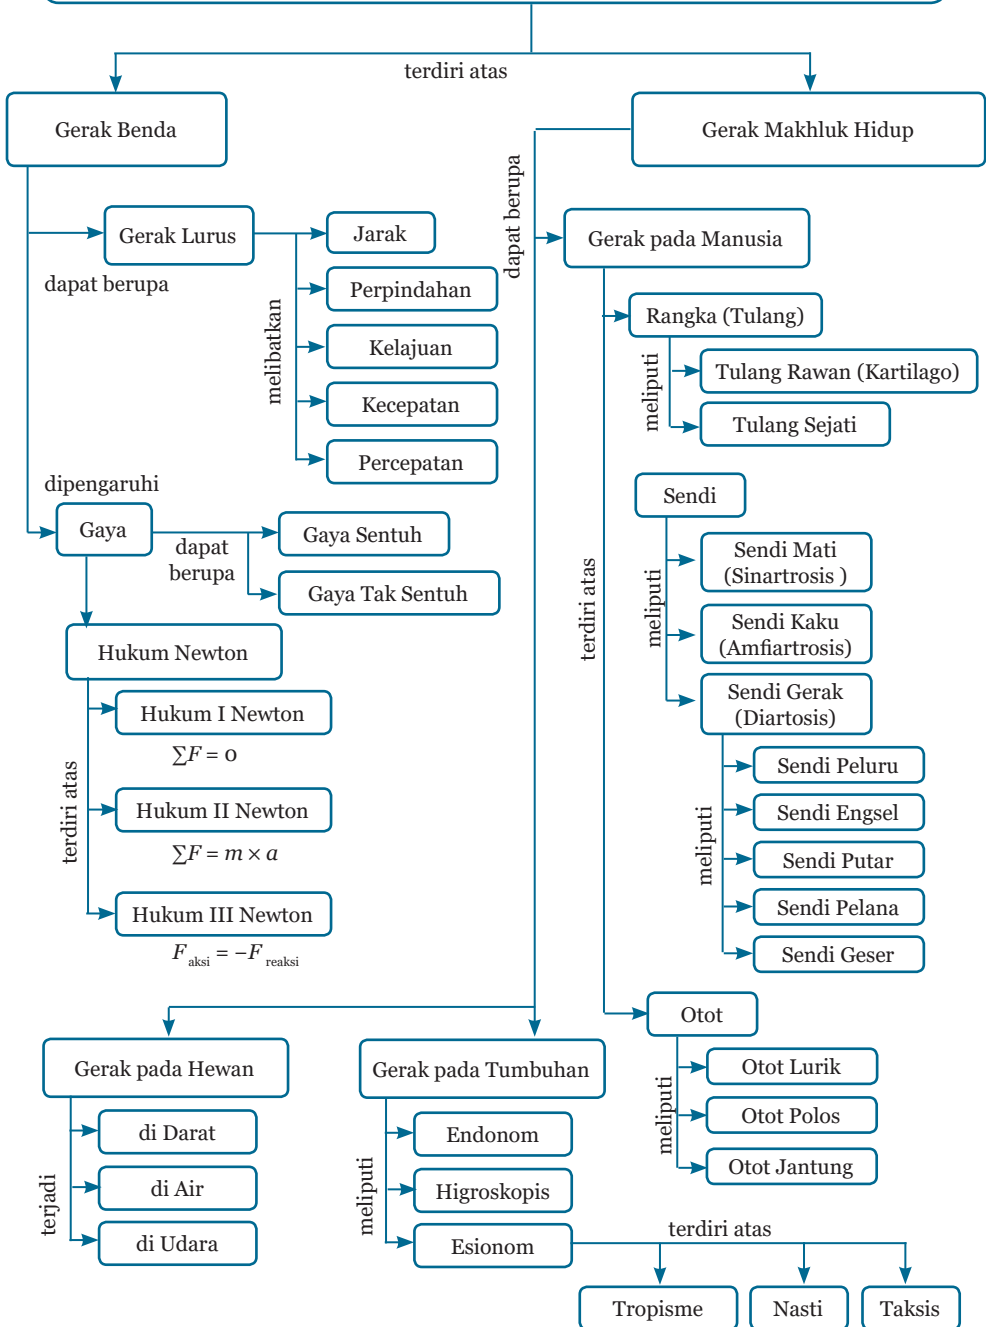 terdiri atas
Gerak Benda
Gerak Makhluk Hidup
dapat berupa
Gerak Lurus
melibatkan
Jarak
Perpindahan
Kelajuan
Kecepatan
Percepatan
dipengaruhi
Gaya
dapat
berupa
Gaya Sentuh
Gaya Tak Sentuh
Hukum Newton
terdiri atas
Hukum I Newton
∑F = 0
Hukum II Newton
∑F = m × a
Hukum III Newton
F aksi = −F reaksi
dapat berupa
Gerak pada Manusia
terdiri atas
Rangka (Tulang)
meliputi
Tulang Rawan (Kartilago)
Tulang Sejati
Sendi
meliputi
Sendi Mati
(Sinartrosis )
Sendi Kaku
(Amfiartrosis)
Sendi Gerak
(Diartosis)
meliputi
Sendi Peluru
Sendi Engsel
Sendi Putar
Sendi Pelana
Sendi Geser
Otot
meliputi
Otot Lurik
Otot Polos
Otot Jantung
Gerak pada Hewan
terjadi
di Darat
di Air
di Udara
Gerak pada Tumbuhan
meliputi
Endonom
Higroskopis
Esionom
terdiri atas
Tropisme
Nasti
Taksis